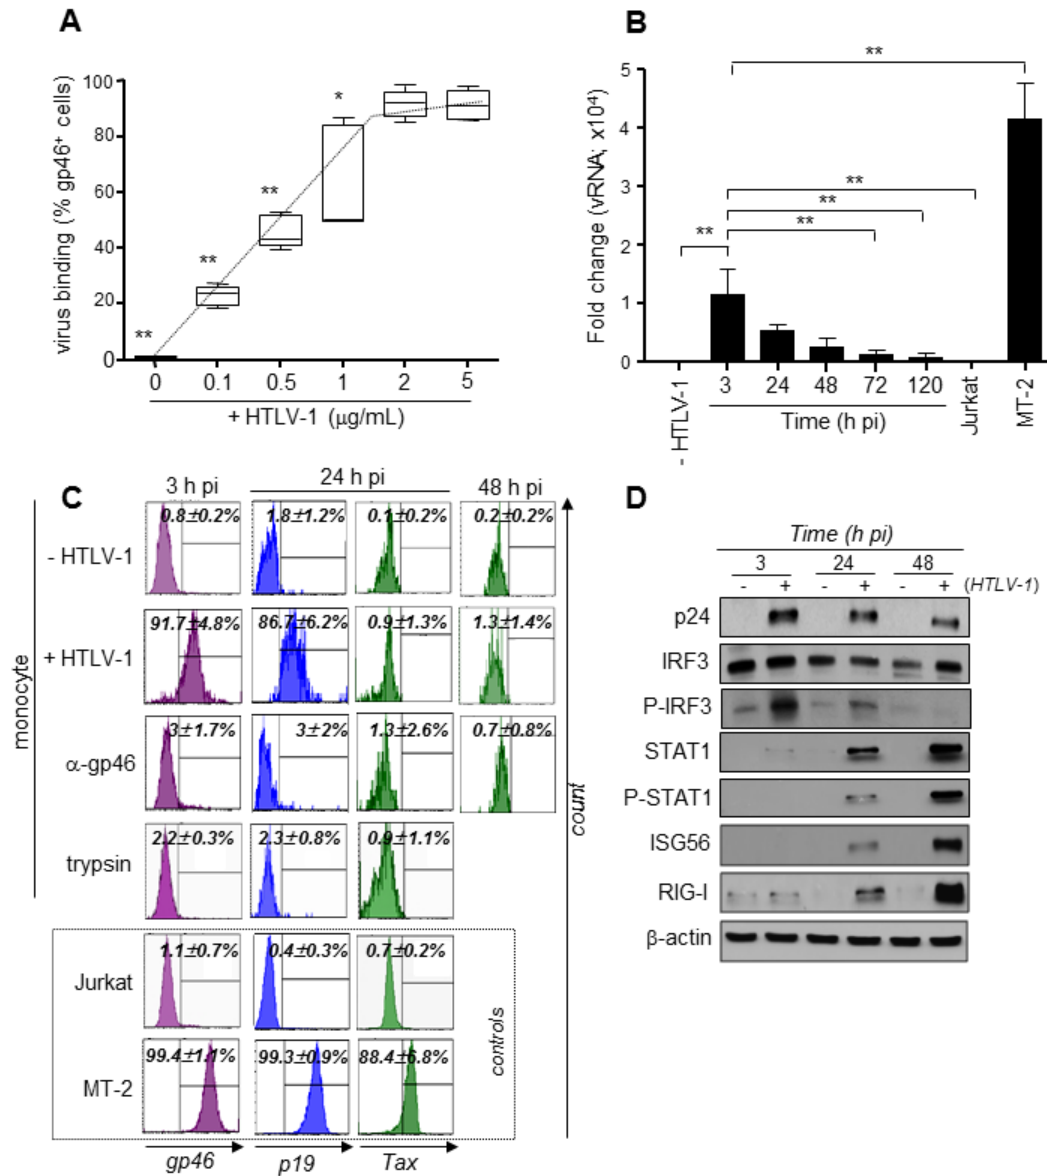 A
virus binding (% gp46+ cells)
100
80
60
40
20
0
**
**
**
*
0 0.1 0.5 1 2 5
+ HTLV-1 (μg/mL)
B
Fold change (vRNA; x10⁴)
5
4
3
2
1
0
**
**
**
**
**
- HTLV-1
3 24 48 72 120
Time (h pi)
Jurkat
MT-2
C
3 h pi 24 h pi 48 h pi
monocyte
- HTLV-1
0.8±0.2% 1.8±1.2% 0.1±0.2% 0.2±0.2%
+ HTLV-1
91.7±4.8% 86.7±6.2% 0.9±1.3% 1.3±1.4%
α-gp46
3±1.7% 3±2% 1.3±2.6% 0.7±0.8%
trypsin
2.2±0.3% 2.3±0.8% 0.9±1.1%
Jurkat
1.1±0.7% 0.4±0.3% 0.7±0.2%
MT-2
99.4±1.1% 99.3±0.9% 88.4±6.8%
controls
count
gp46 p19 Tax
D
Time (h pi)
3 24 48
- + - + - + (HTLV-1)
p24
IRF3
P-IRF3
STAT1
P-STAT1
ISG56
RIG-I
β-actin